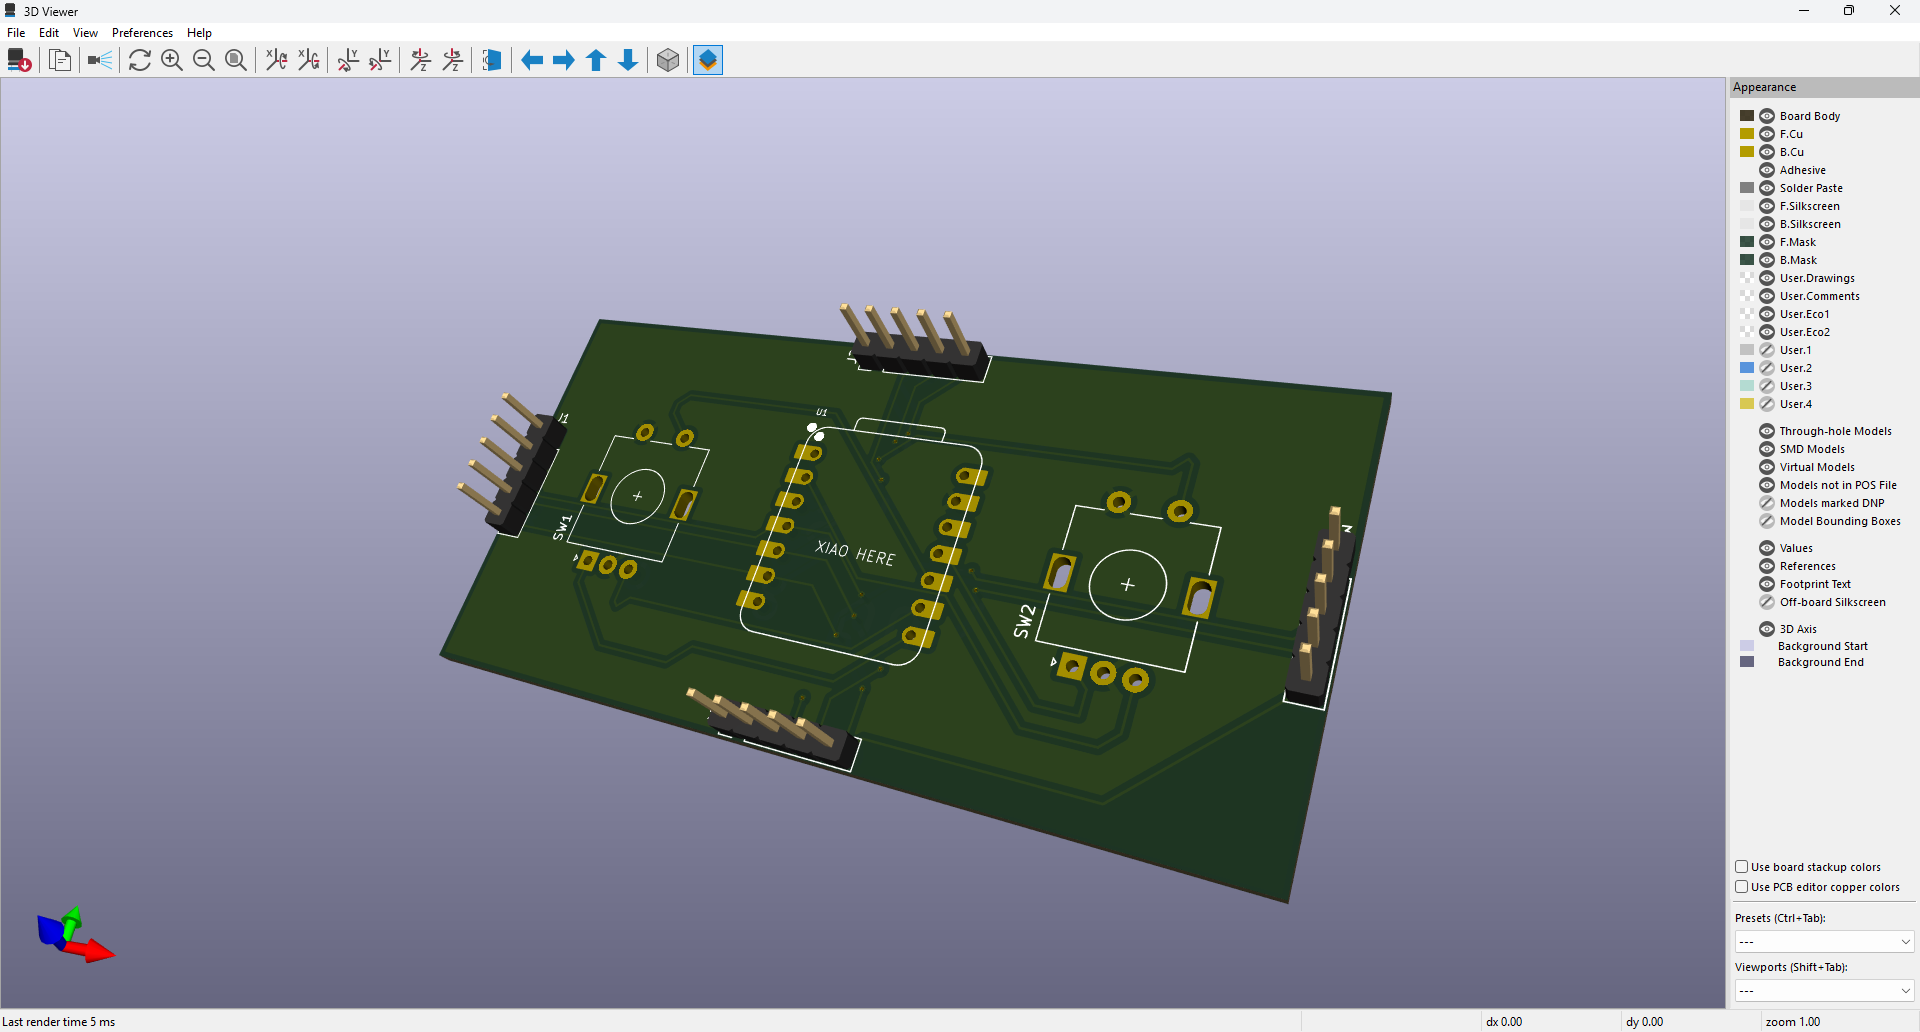 3D Viewer
File Edit View Preferences Help
Appearance
Board Body
F.Cu
B.Cu
Adhesive
Solder Paste
F.Silkscreen
B.Silkscreen
F.Mask
B.Mask
User.Drawings
User.Comments
User.Eco1
User.Eco2
User.1
User.2
User.3
User.4
Through-hole Models
SMD Models
Virtual Models
Models not in POS File
Models marked DNP
Model Bounding Boxes
Values
References
Footprint Text
Off-board Silkscreen
3D Axis
Background Start
Background End
Use board stackup colors
Use PCB editor copper colors
Presets (Ctrl+Tab):
---
Viewports (Shift+Tab):
---
J1
U1
SW1
XIAO HERE
SW2
Last render time 5 ms
dx 0.00
dy 0.00
zoom 1.00